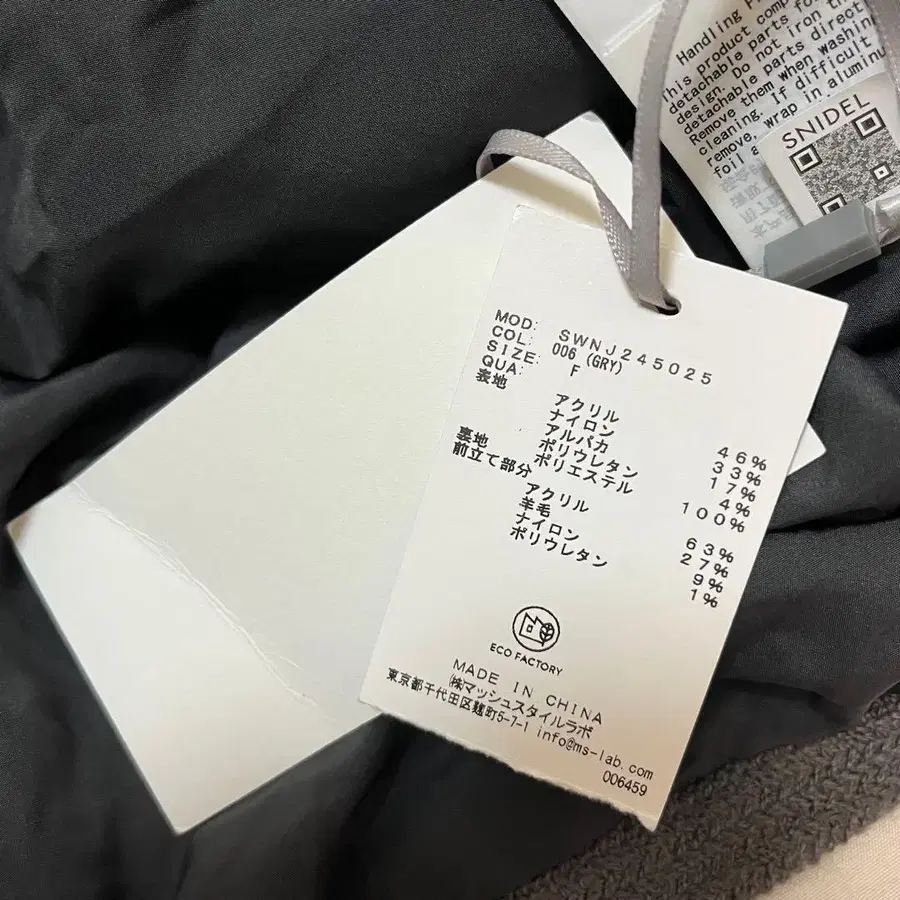 Handling P
This product comp
detachable parts fo
design. Do not iron th
detachable parts direct
Remove them when washin
cleaning. If difficult
remove, wrap in aluminu
foil a
SNIDEL
MOD: SWNJ245025
COL: 006 (GRY)
SIZE: F
QUA:
表地
アクリル 46%
ナイロン 33%
アルパカ 17%
ポリウレタン 4%
裏地 ポリエステル 100%
前立て部分
アクリル 63%
羊毛 27%
ナイロン 9%
ポリウレタン 1%
ECO FACTORY
MADE IN CHINA
㈱マッシュスタイルラボ
東京都千代田区麹町5-7-1 info@ms-lab.com
006459